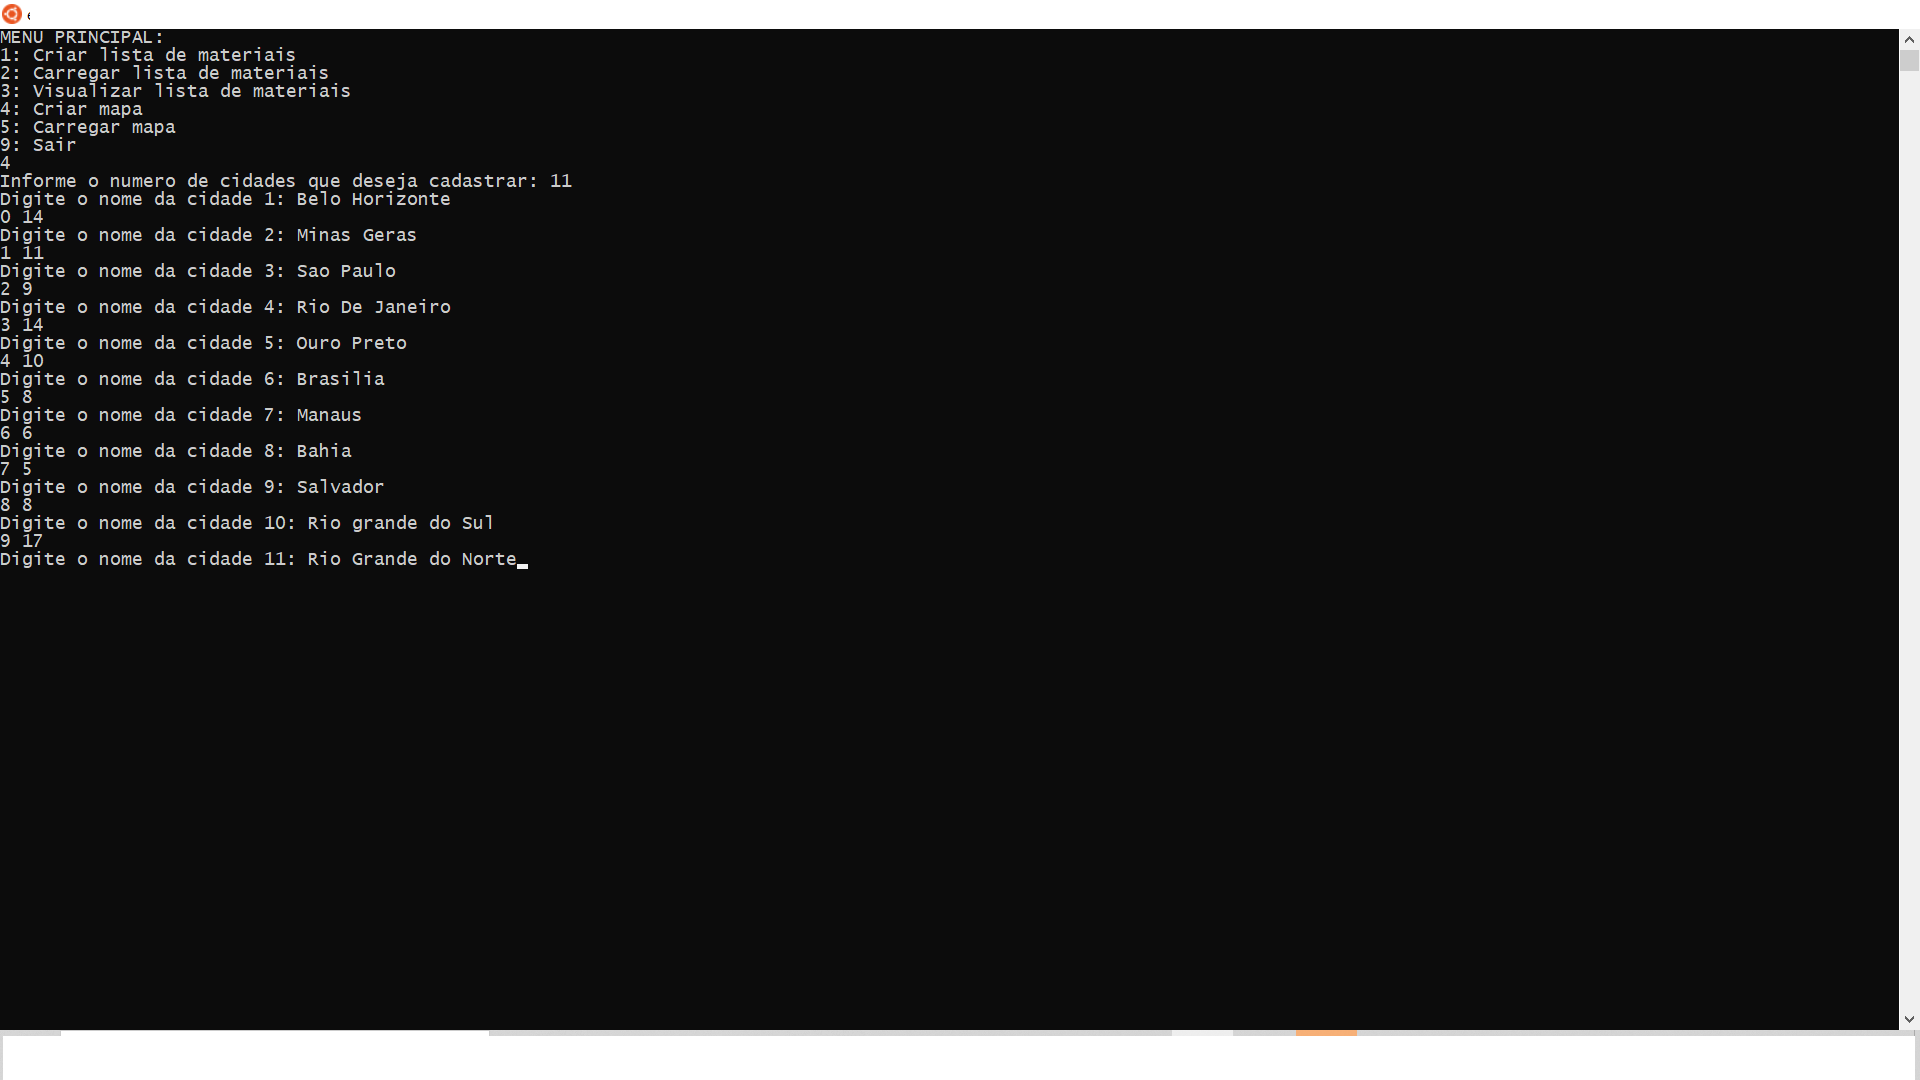 MENU PRINCIPAL:
1: Criar lista de materiais
2: Carregar lista de materiais
3: Visualizar lista de materiais
4: Criar mapa
5: Carregar mapa
9: Sair
4
Informe o numero de cidades que deseja cadastrar: 11
Digite o nome da cidade 1: Belo Horizonte
0 14
Digite o nome da cidade 2: Minas Geras
1 11
Digite o nome da cidade 3: Sao Paulo
2 9
Digite o nome da cidade 4: Rio De Janeiro
3 14
Digite o nome da cidade 5: Ouro Preto
4 10
Digite o nome da cidade 6: Brasilia
5 8
Digite o nome da cidade 7: Manaus
6 6
Digite o nome da cidade 8: Bahia
7 5
Digite o nome da cidade 9: Salvador
8 8
Digite o nome da cidade 10: Rio grande do Sul
9 17
Digite o nome da cidade 11: Rio Grande do Norte